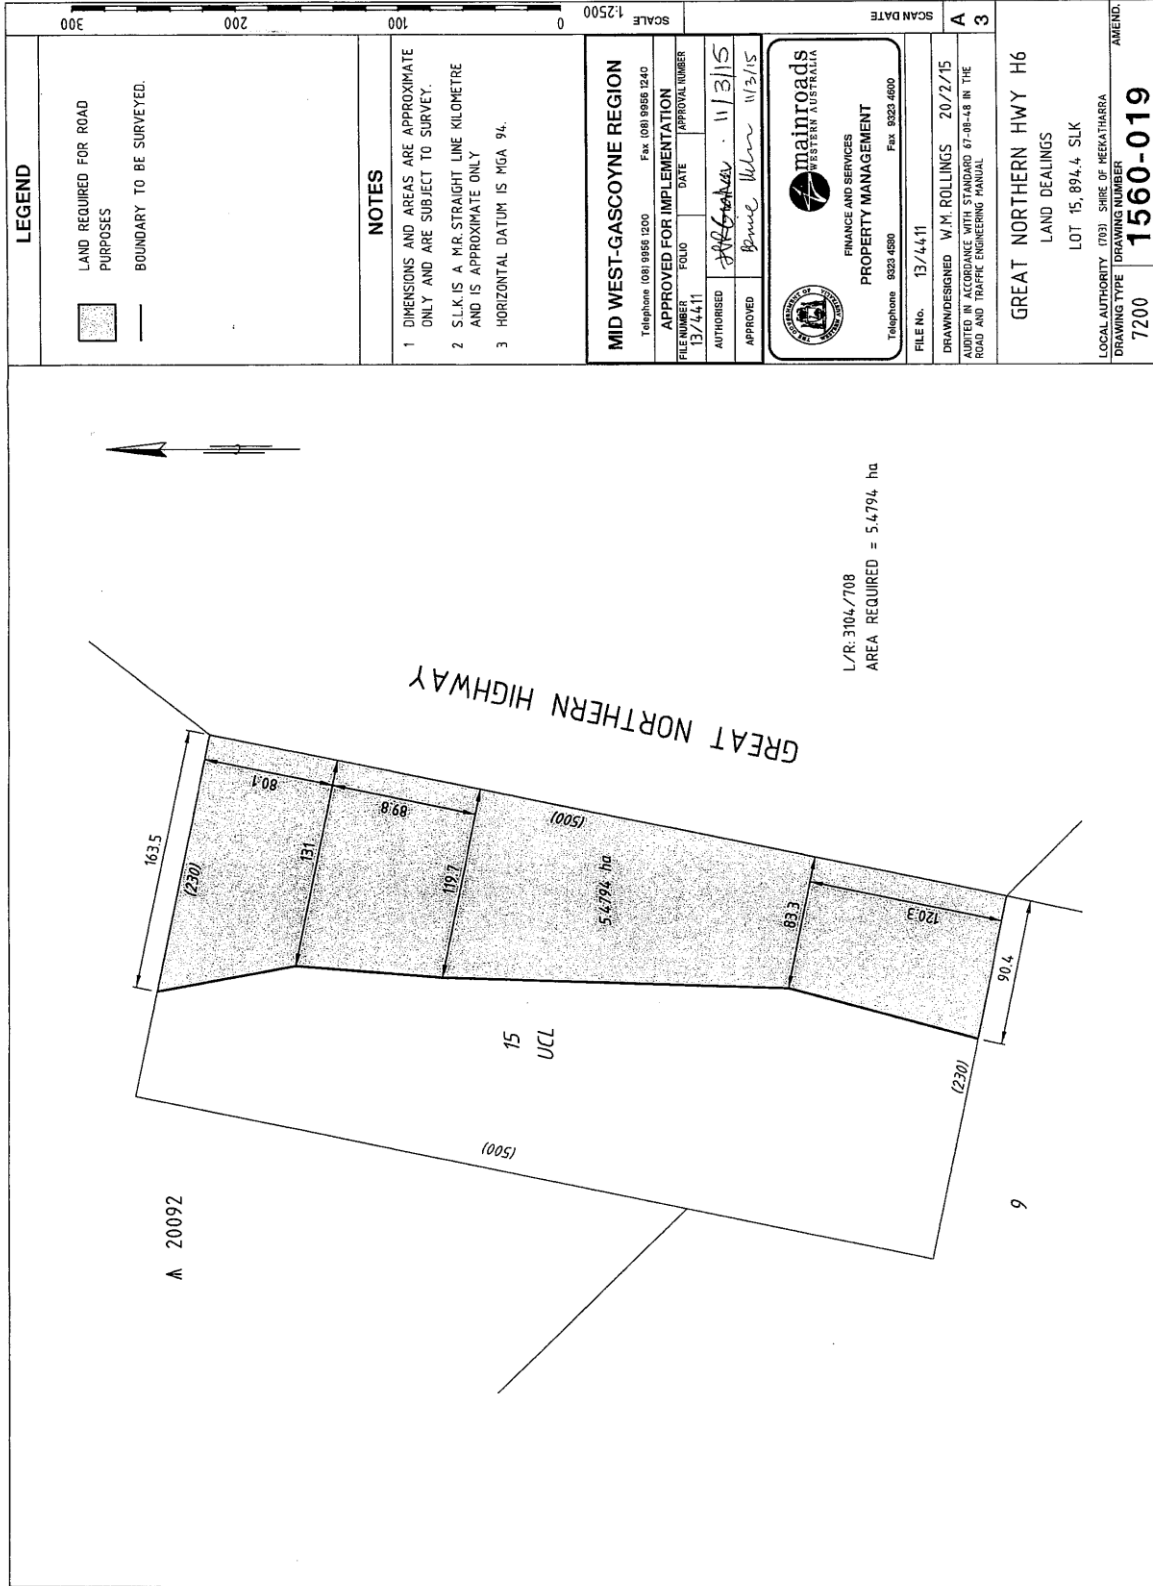 LEGEND
LAND REQUIRED FOR ROAD
PURPOSES
BOUNDARY TO BE SURVEYED.
NOTES
1 DIMENSIONS AND AREAS ARE APPROXIMATE
ONLY AND ARE SUBJECT TO SURVEY.
2 S.L.K.IS A M.R. STRAIGHT LINE KILOMETRE
AND IS APPROXIMATE ONLY
3 HORIZONTAL DATUM IS MGA 94.
300
200
100
0
SCALE 1:2500
MID WEST-GASCOYNE REGION
Telephone (08) 9956 1200 Fax (08) 9956 1240
APPROVED FOR IMPLEMENTATION
FILE NUMBER FOLIO DATE APPROVAL NUMBER
13/4411
AUTHORISED 11/3/15
APPROVED 11/3/15
mainroads
WESTERN AUSTRALIA
THE GOVERNMENT OF
WESTERN AUSTRALIA
FINANCE AND SERVICES
PROPERTY MANAGEMENT
Telephone 9323 4580 Fax 9323 4600
SCAN DATE
FILE No. 13/4411
DRAWN/DESIGNED W.M. ROLLINGS 20/2/15
AUDITED IN ACCORDANCE WITH STANDARD 67-08-48 IN THE
ROAD AND TRAFFIC ENGINEERING MANUAL
A
3
GREAT NORTHERN HWY H6
LAND DEALINGS
LOT 15, 894.4 SLK
LOCAL AUTHORITY (703) SHIRE OF MEEKATHARRA
DRAWING TYPE DRAWING NUMBER AMEND.
7200 1560-019
GREAT NORTHERN HIGHWAY
L/R: 3104/708
AREA REQUIRED = 5.4794 ha
163.5
(230)
80.1
131
89.8
119.7
(500)
5.4794 ha
83.3
120.3
90.4
(230)
15
UCL
(500)
20092
9